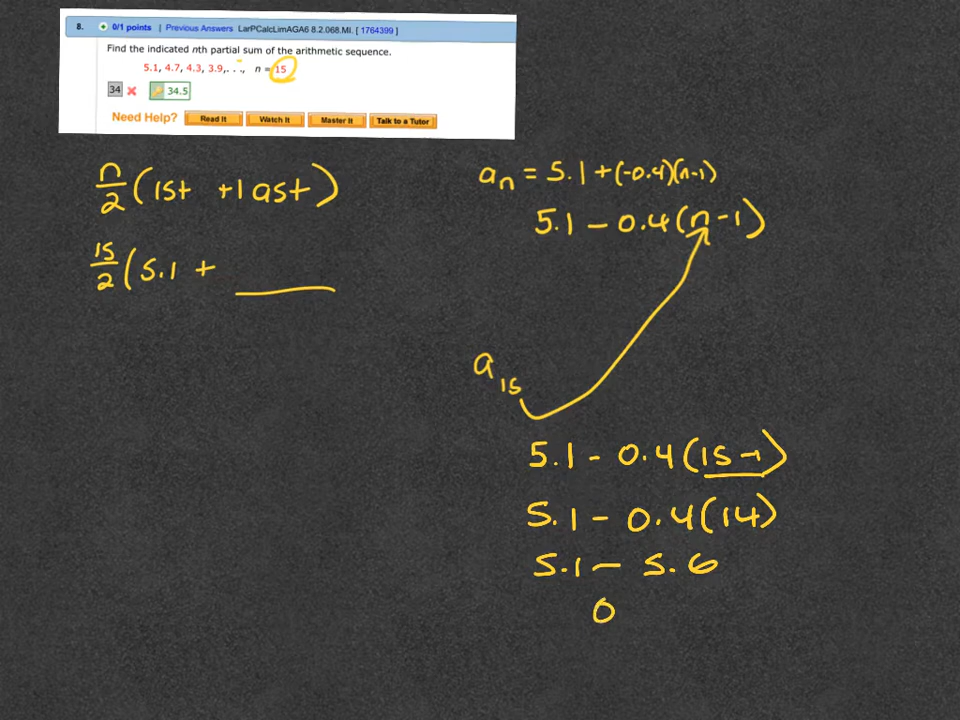 8. 0/1 points | Previous Answers LarPCalcLimAGA6 8.2.068.MI. [1764399]
Find the indicated nth partial sum of the arithmetic sequence.
5.1, 4.7, 4.3, 3.9,. . ., n = 15
34 34.5
Need Help? Read It Watch It Master It Talk to a Tutor
n/2 (1st + last)
15/2 (5.1 + ____
aₙ = 5.1 + (-0.4)(n-1)
5.1 - 0.4(n-1)
a₁₅
5.1 - 0.4(15-1)
5.1 - 0.4(14)
5.1 - 5.6
0